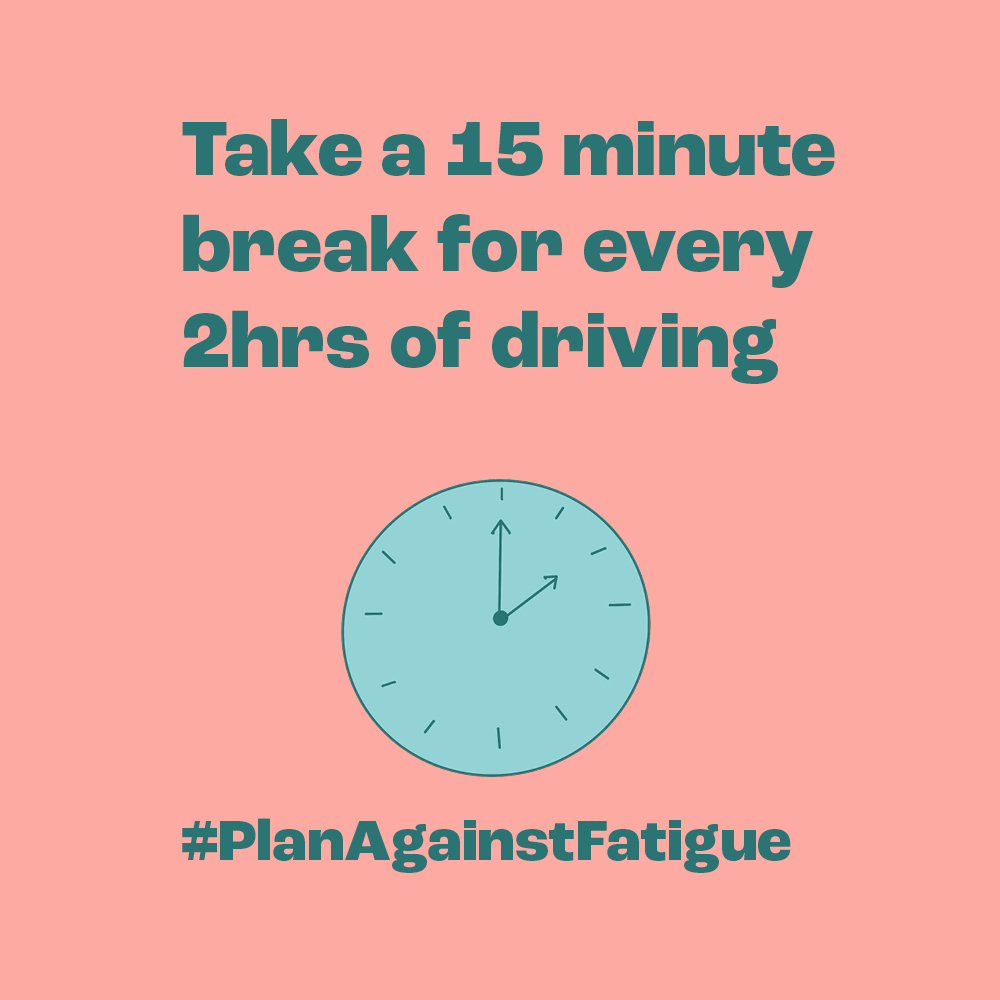 Take a 15 minute
break for every
2hrs of driving
#PlanAgainstFatigue